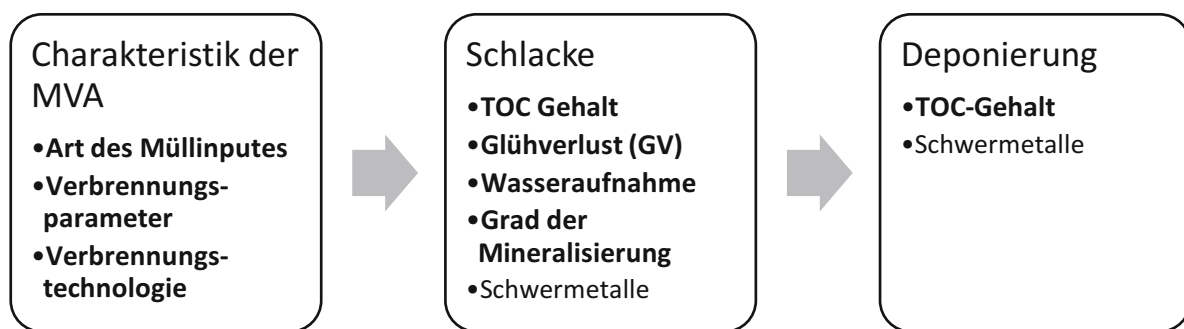 Charakteristik der
MVA
•Art des Müllinputes
•Verbrennungs-
parameter
•Verbrennungs-
technologie
Schlacke
•TOC Gehalt
•Glühverlust (GV)
•Wasseraufnahme
•Grad der
Mineralisierung
•Schwermetalle
Deponierung
•TOC-Gehalt
•Schwermetalle